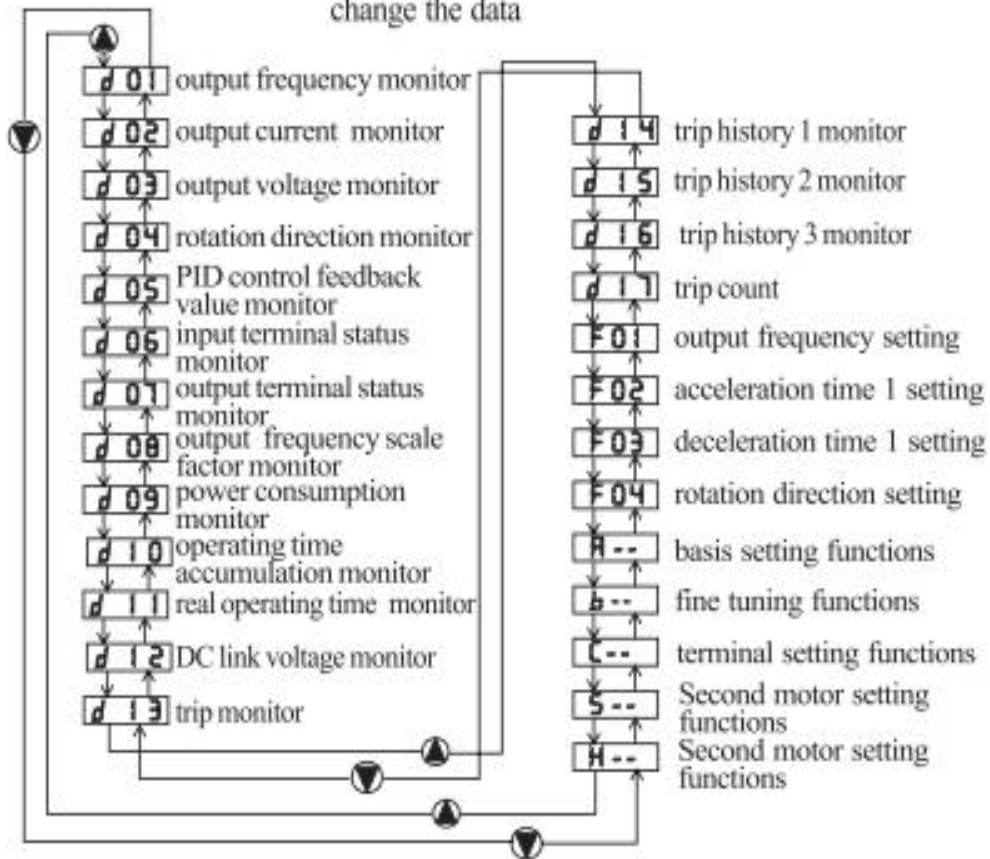 change the data
d 01 output frequency monitor
d 02 output current monitor
d 03 output voltage monitor
d 04 rotation direction monitor
d 05 PID control feedback
value monitor
d 06 input terminal status
monitor
d 07 output terminal status
monitor
d 08 output frequency scale
factor monitor
d 09 power consumption
monitor
d 10 operating time
accumulation monitor
d 11 real operating time monitor
d 12 DC link voltage monitor
d 13 trip monitor
d 14 trip history 1 monitor
d 15 trip history 2 monitor
d 16 trip history 3 monitor
d 17 trip count
F01 output frequency setting
F02 acceleration time 1 setting
F03 deceleration time 1 setting
F04 rotation direction setting
A-- basis setting functions
b-- fine tuning functions
C-- terminal setting functions
S-- Second motor setting
functions
H-- Second motor setting
functions